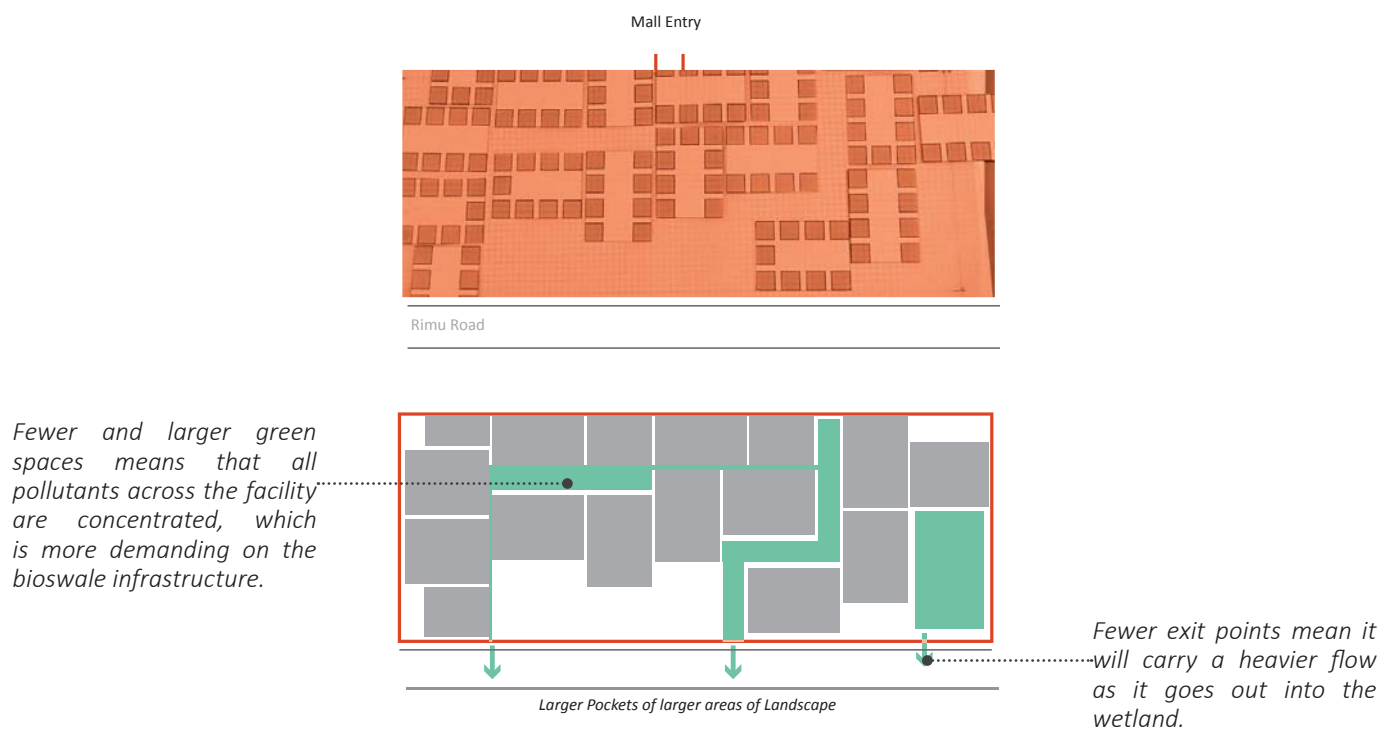 Mall Entry
Rimu Road
Fewer and larger green
spaces means that all
pollutants across the facility
are concentrated, which
is more demanding on the
bioswale infrastructure.
Fewer exit points mean it
will carry a heavier flow
as it goes out into the
wetland.
Larger Pockets of larger areas of Landscape